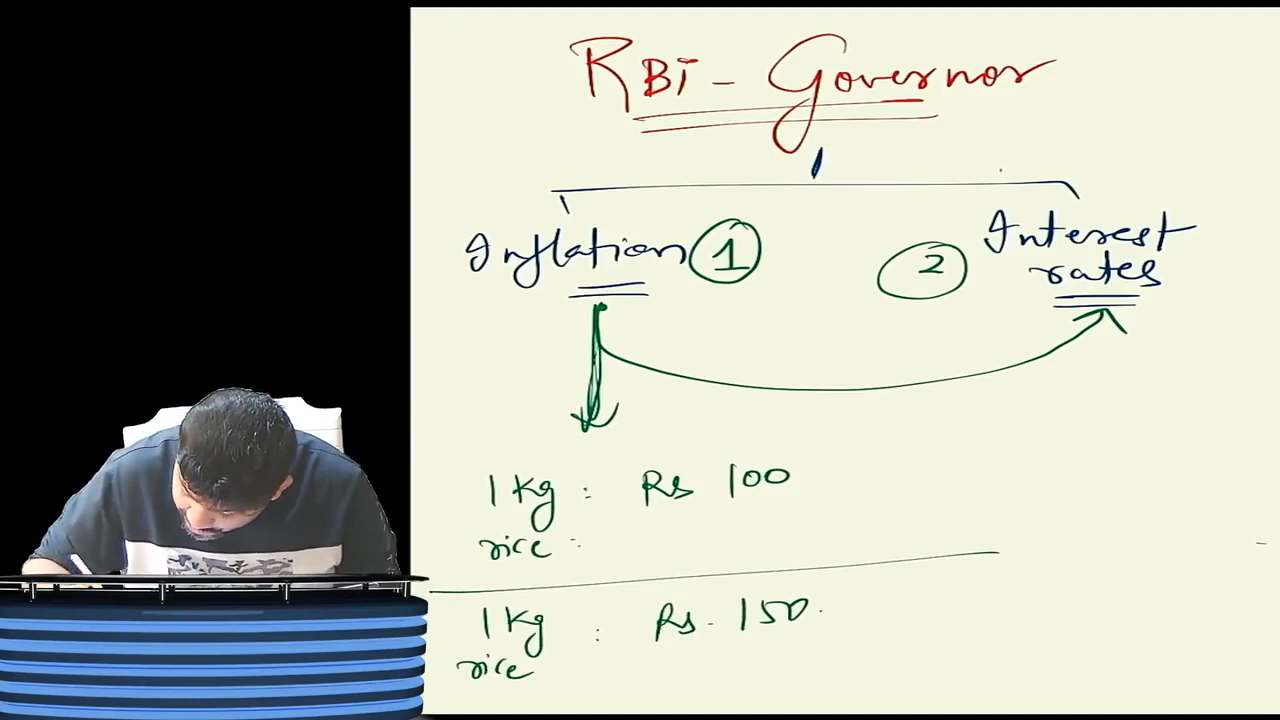 RBI - Governor
Inflation 1
2 Interest
rates
1 Kg : Rs 100
rice :
1 Kg : Rs. 150.
rice